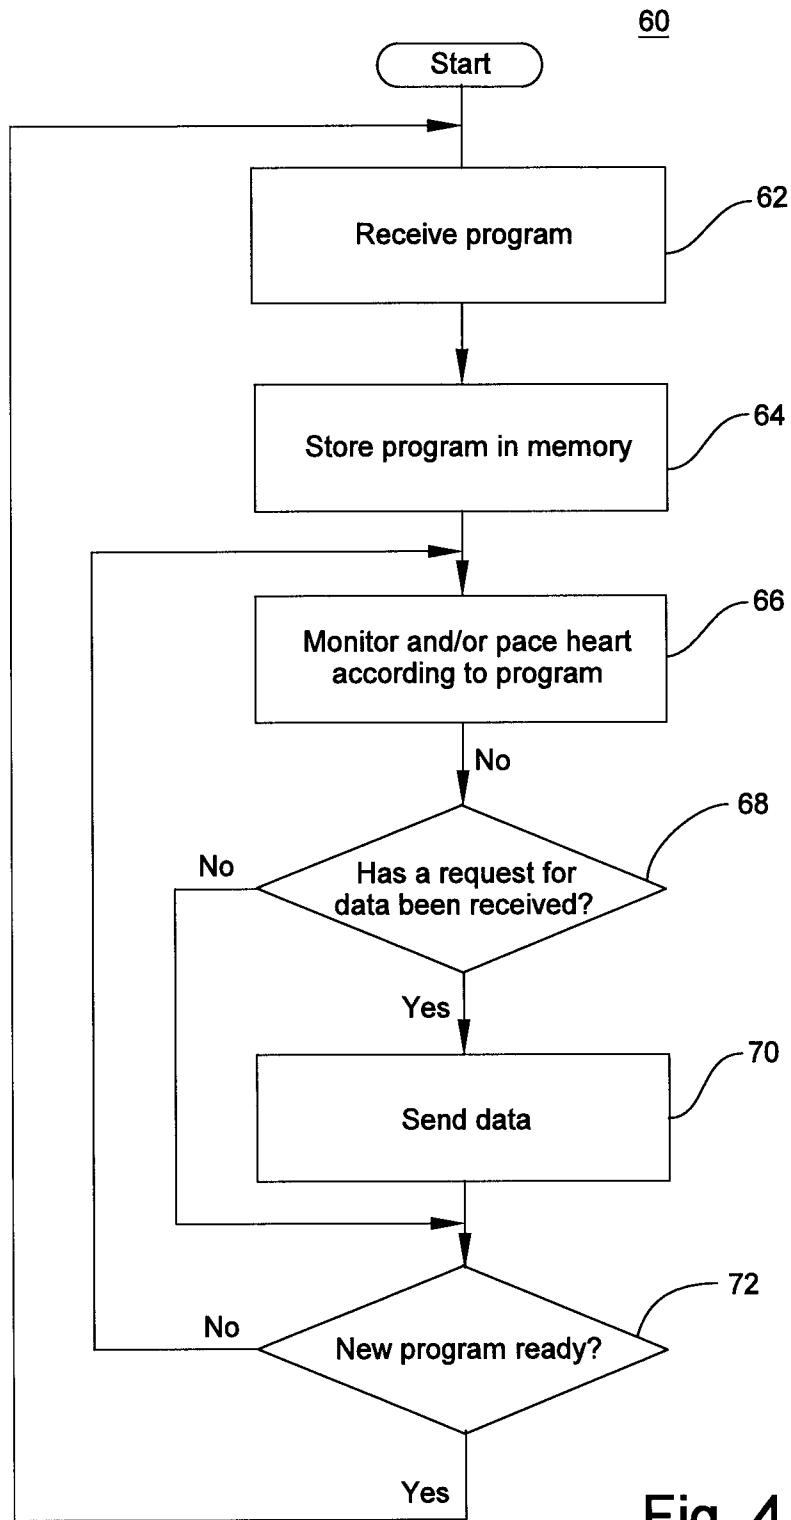 60
Start
62
Receive program
64
Store program in memory
66
Monitor and/or pace heart
according to program
No
68
No
Has a request for
data been received?
Yes
70
Send data
72
No
New program ready?
Yes
Fig. 4